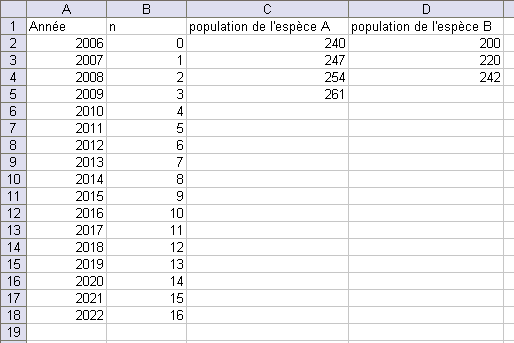 A B C D
1 Année n population de l'espèce A population de l'espèce B
2 2006 0 240 200
3 2007 1 247 220
4 2008 2 254 242
5 2009 3 261
6 2010 4
7 2011 5
8 2012 6
9 2013 7
10 2014 8
11 2015 9
12 2016 10
13 2017 11
14 2018 12
15 2019 13
16 2020 14
17 2021 15
18 2022 16
19